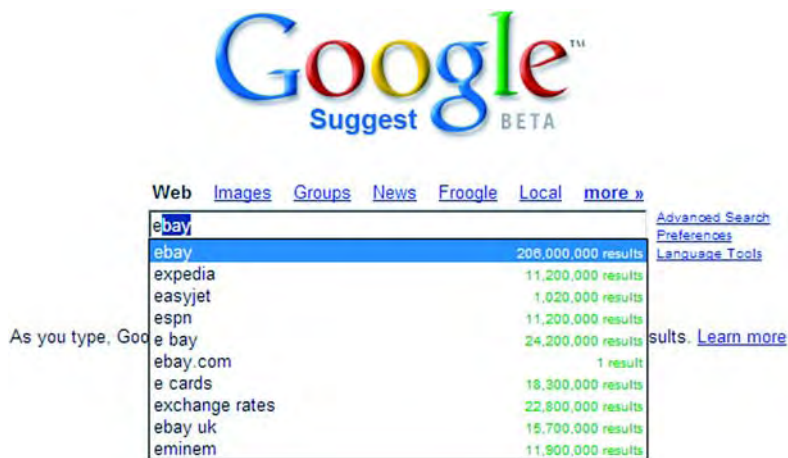 Google™
Suggest BETA
Web Images Groups News Froogle Local more »
ebay
Advanced Search
Preferences
Language Tools
ebay 206,000,000 results
expedia 11,200,000 results
easyjet 1,020,000 results
espn 11,200,000 results
As you type, Goo
e bay 24,200,000 results
sults. Learn more
ebay.com 1 result
e cards 18,300,000 results
exchange rates 22,800,000 results
ebay uk 15,700,000 results
eminem 11,900,000 results